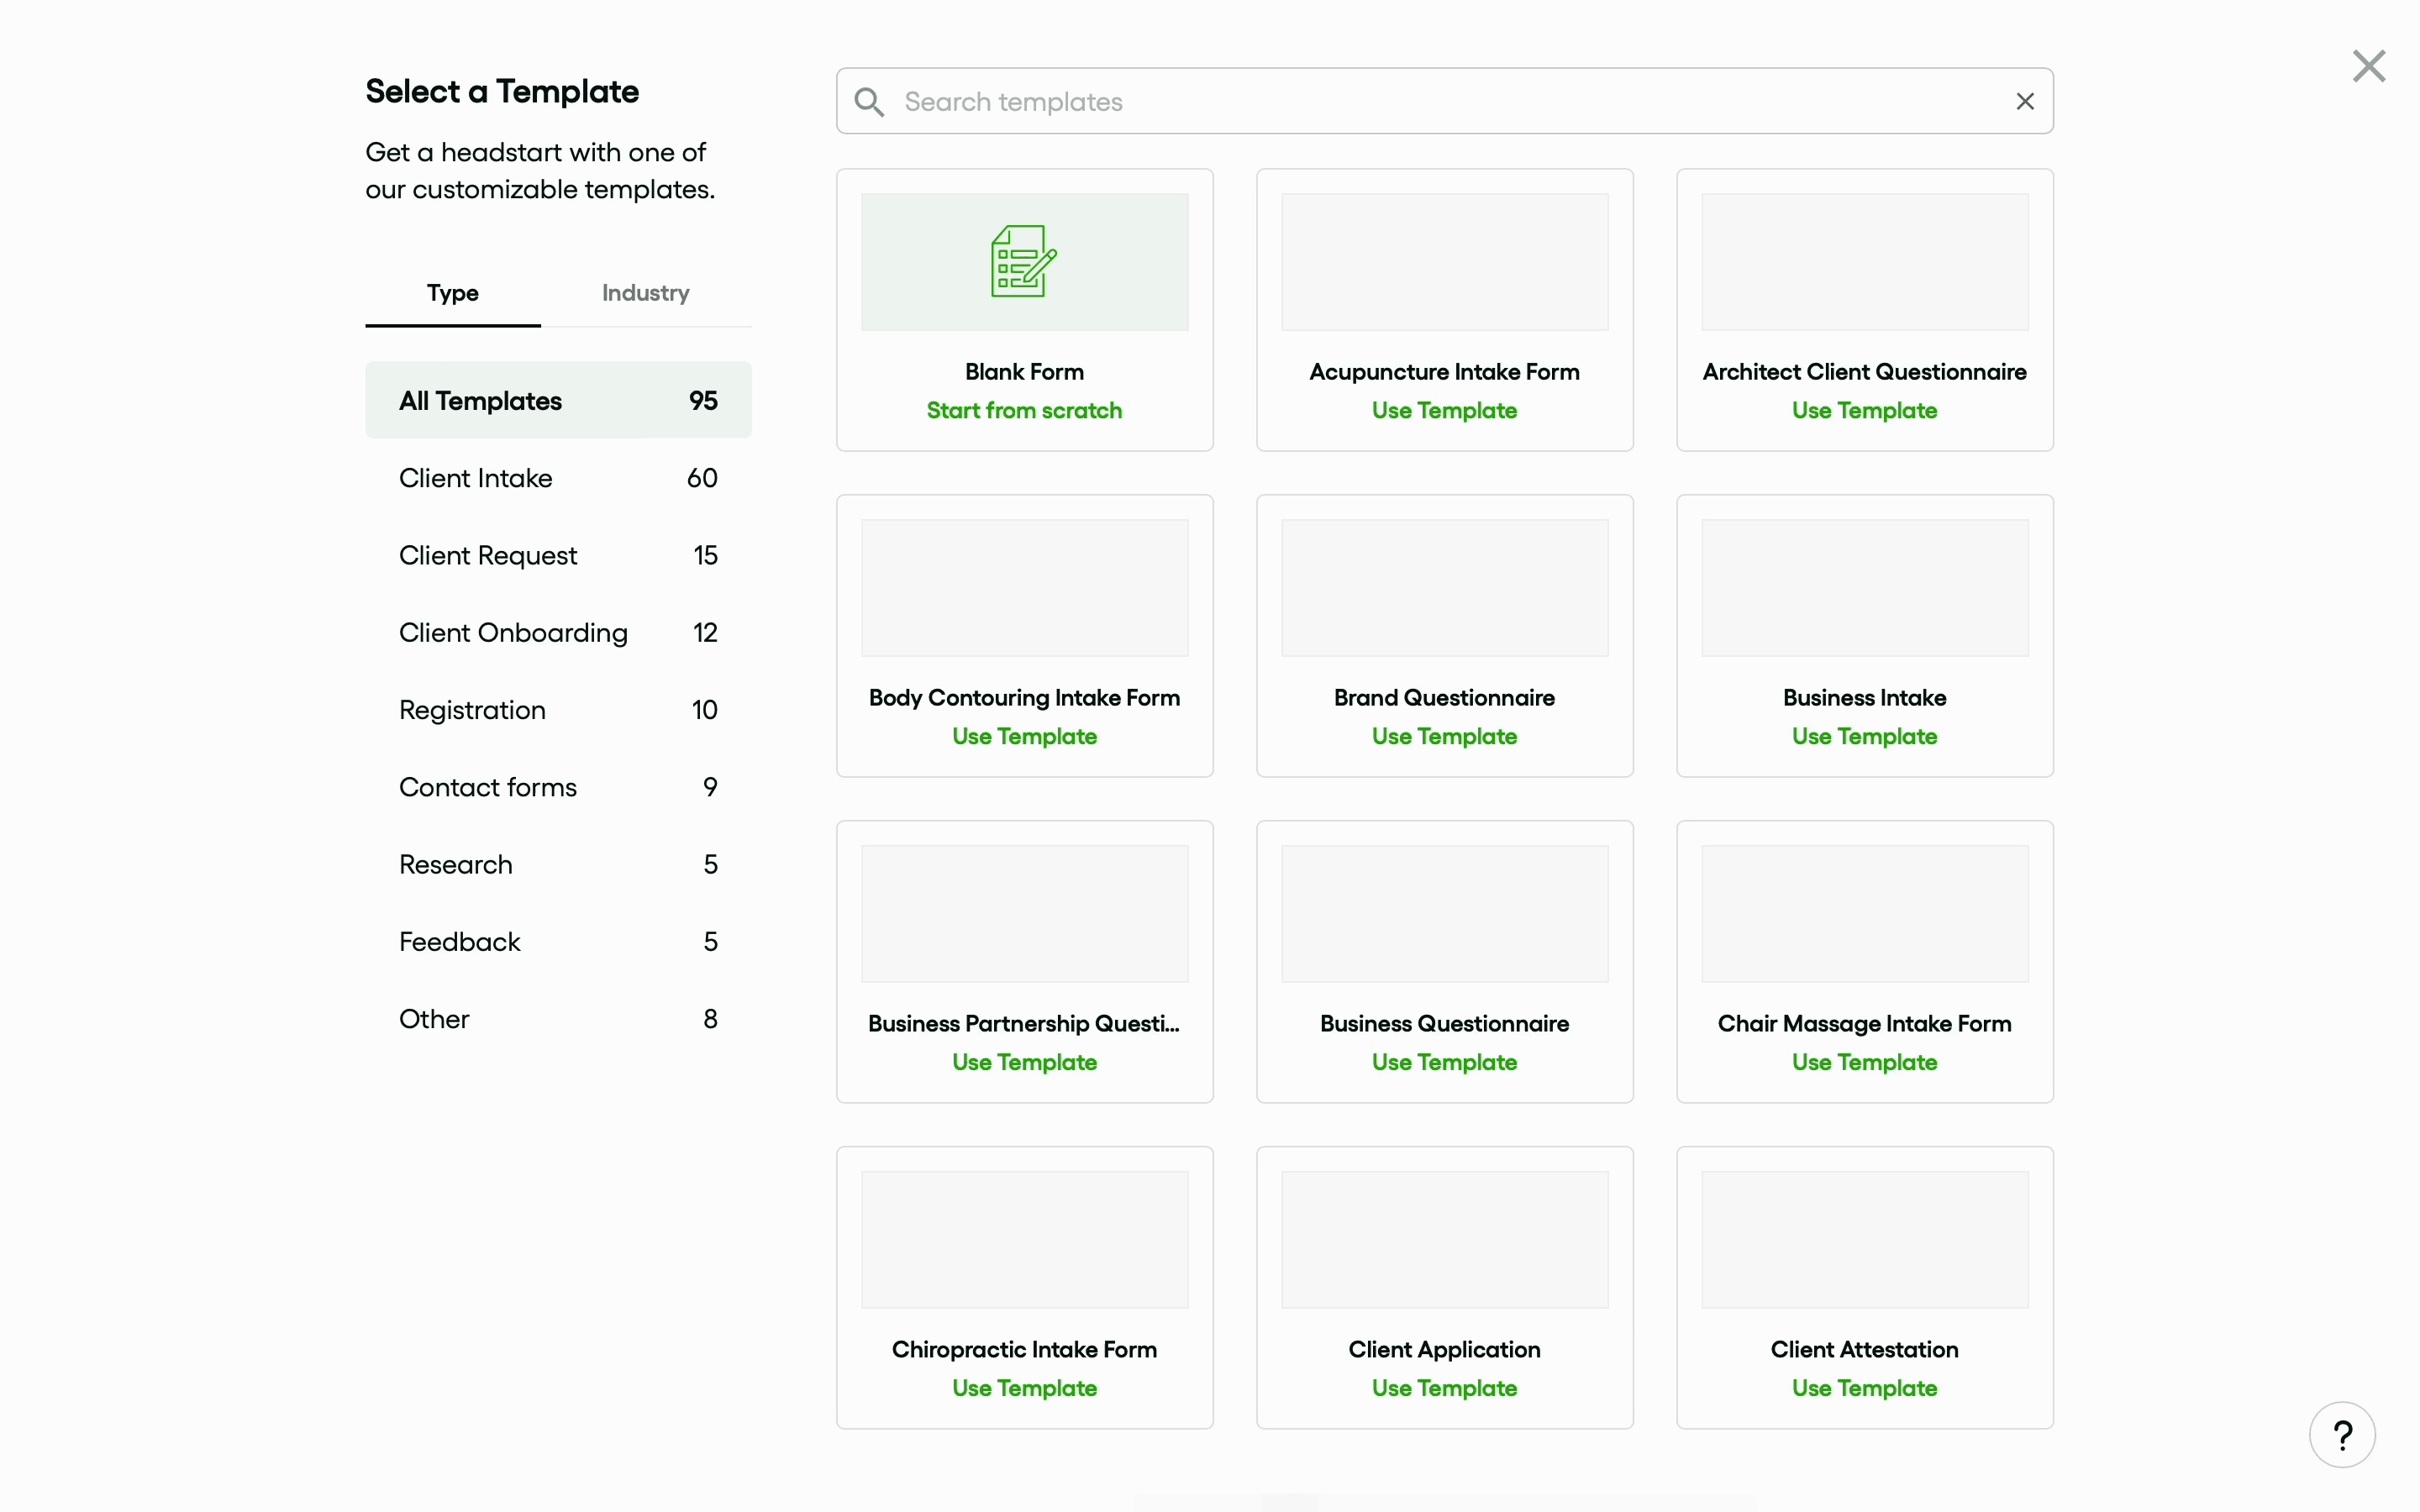 Select a Template
Get a headstart with one of
our customizable templates.
Type
Industry
All Templates 95
Client Intake 60
Client Request 15
Client Onboarding 12
Registration 10
Contact forms 9
Research 5
Feedback 5
Other 8
Search templates
Blank Form
Start from scratch
Acupuncture Intake Form
Use Template
Architect Client Questionnaire
Use Template
Body Contouring Intake Form
Use Template
Brand Questionnaire
Use Template
Business Intake
Use Template
Business Partnership Questi...
Use Template
Business Questionnaire
Use Template
Chair Massage Intake Form
Use Template
Chiropractic Intake Form
Use Template
Client Application
Use Template
Client Attestation
Use Template
?